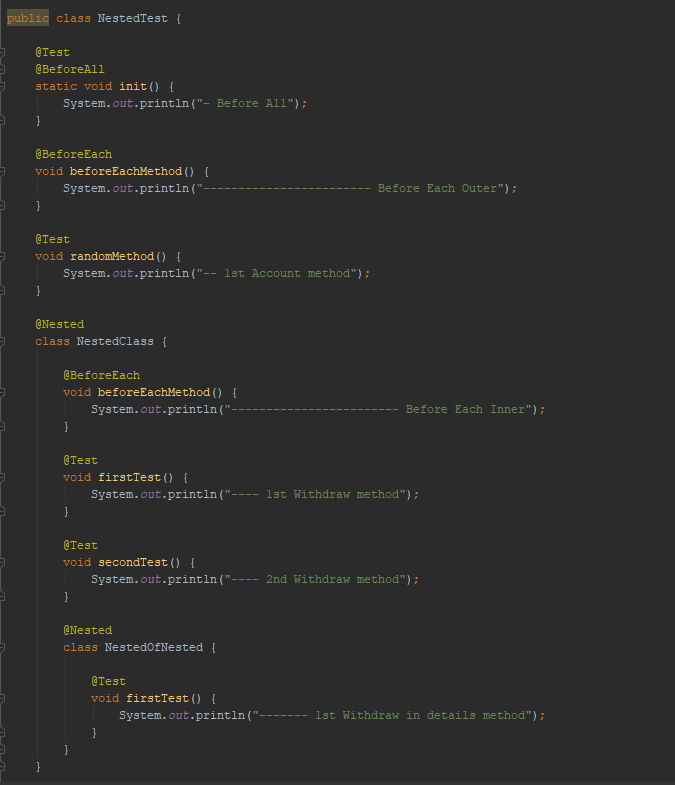 public class NestedTest {
@Test
@BeforeAll
static void init() {
System.out.println("- Before All");
}
@BeforeEach
void beforeEachMethod() {
System.out.println("------------------------ Before Each Outer");
}
@Test
void randomMethod() {
System.out.println("-- 1st Account method");
}
@Nested
class NestedClass {
@BeforeEach
void beforeEachMethod() {
System.out.println("------------------------ Before Each Inner");
}
@Test
void firstTest() {
System.out.println("---- 1st Withdraw method");
}
@Test
void secondTest() {
System.out.println("---- 2nd Withdraw method");
}
@Nested
class NestedOfNested {
@Test
void firstTest() {
System.out.println("------- 1st Withdraw in details method");
}
}
}